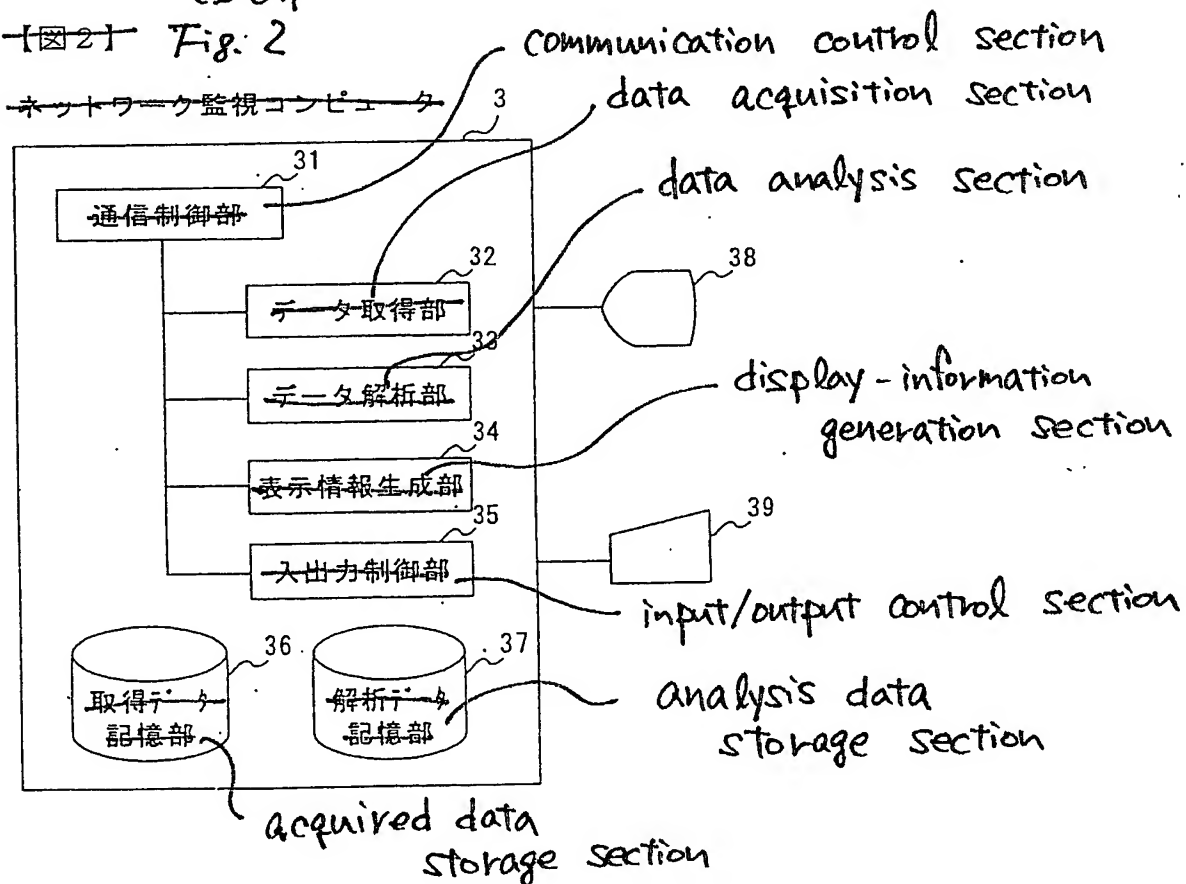 【図2】 Fig. 2
communication control section
ネットワーク監視コンピュータ
3
data acquisition section
31
通信制御部
data analysis section
32
38
データ取得部
33
データ解析部
display-information
generation section
34
表示情報生成部
35
39
入出力制御部
input/output control section
36
37
取得データ
記憶部
解析データ
記憶部
analysis data
storage section
acquired data
storage section